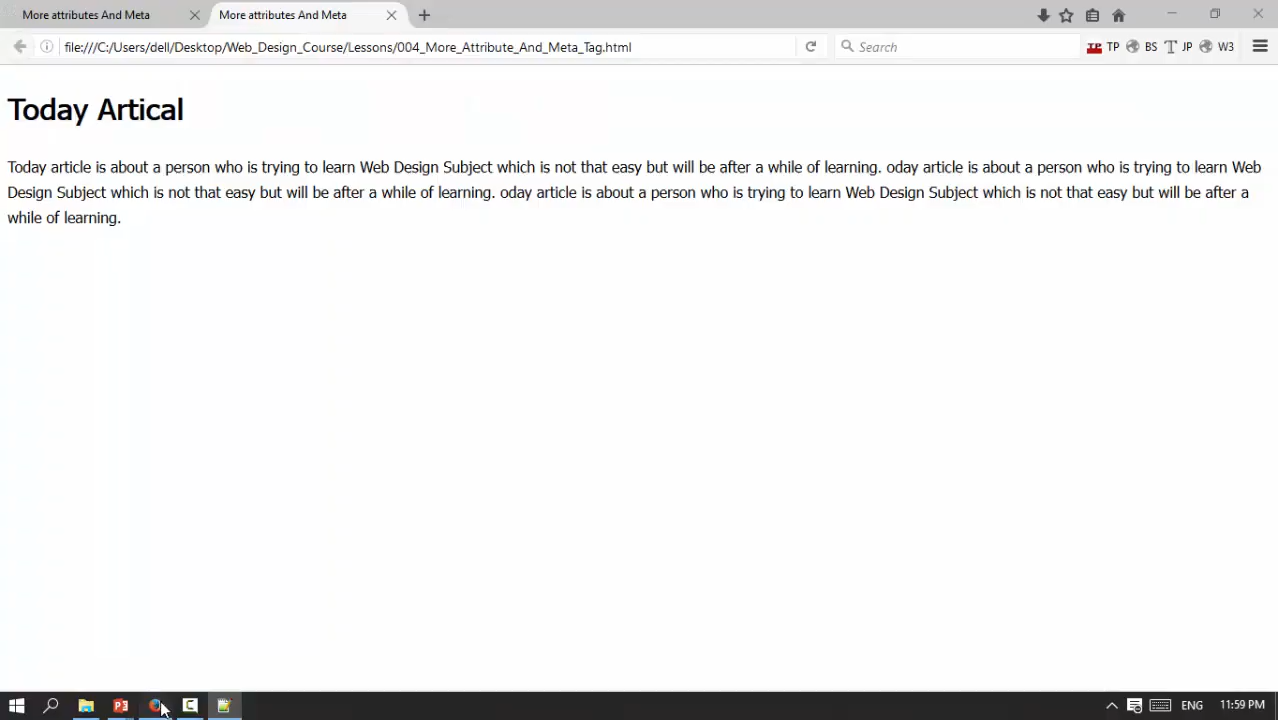 More attributes And Meta
More attributes And Meta
file:///C:/Users/dell/Desktop/Web_Design_Course/Lessons/004_More_Attribute_And_Meta_Tag.html
Search
TP TP BS T JP W3
Today Artical
Today article is about a person who is trying to learn Web Design Subject which is not that easy but will be after a while of learning. oday article is about a person who is trying to learn Web
Design Subject which is not that easy but will be after a while of learning. oday article is about a person who is trying to learn Web Design Subject which is not that easy but will be after a
while of learning.
ENG 11:59 PM